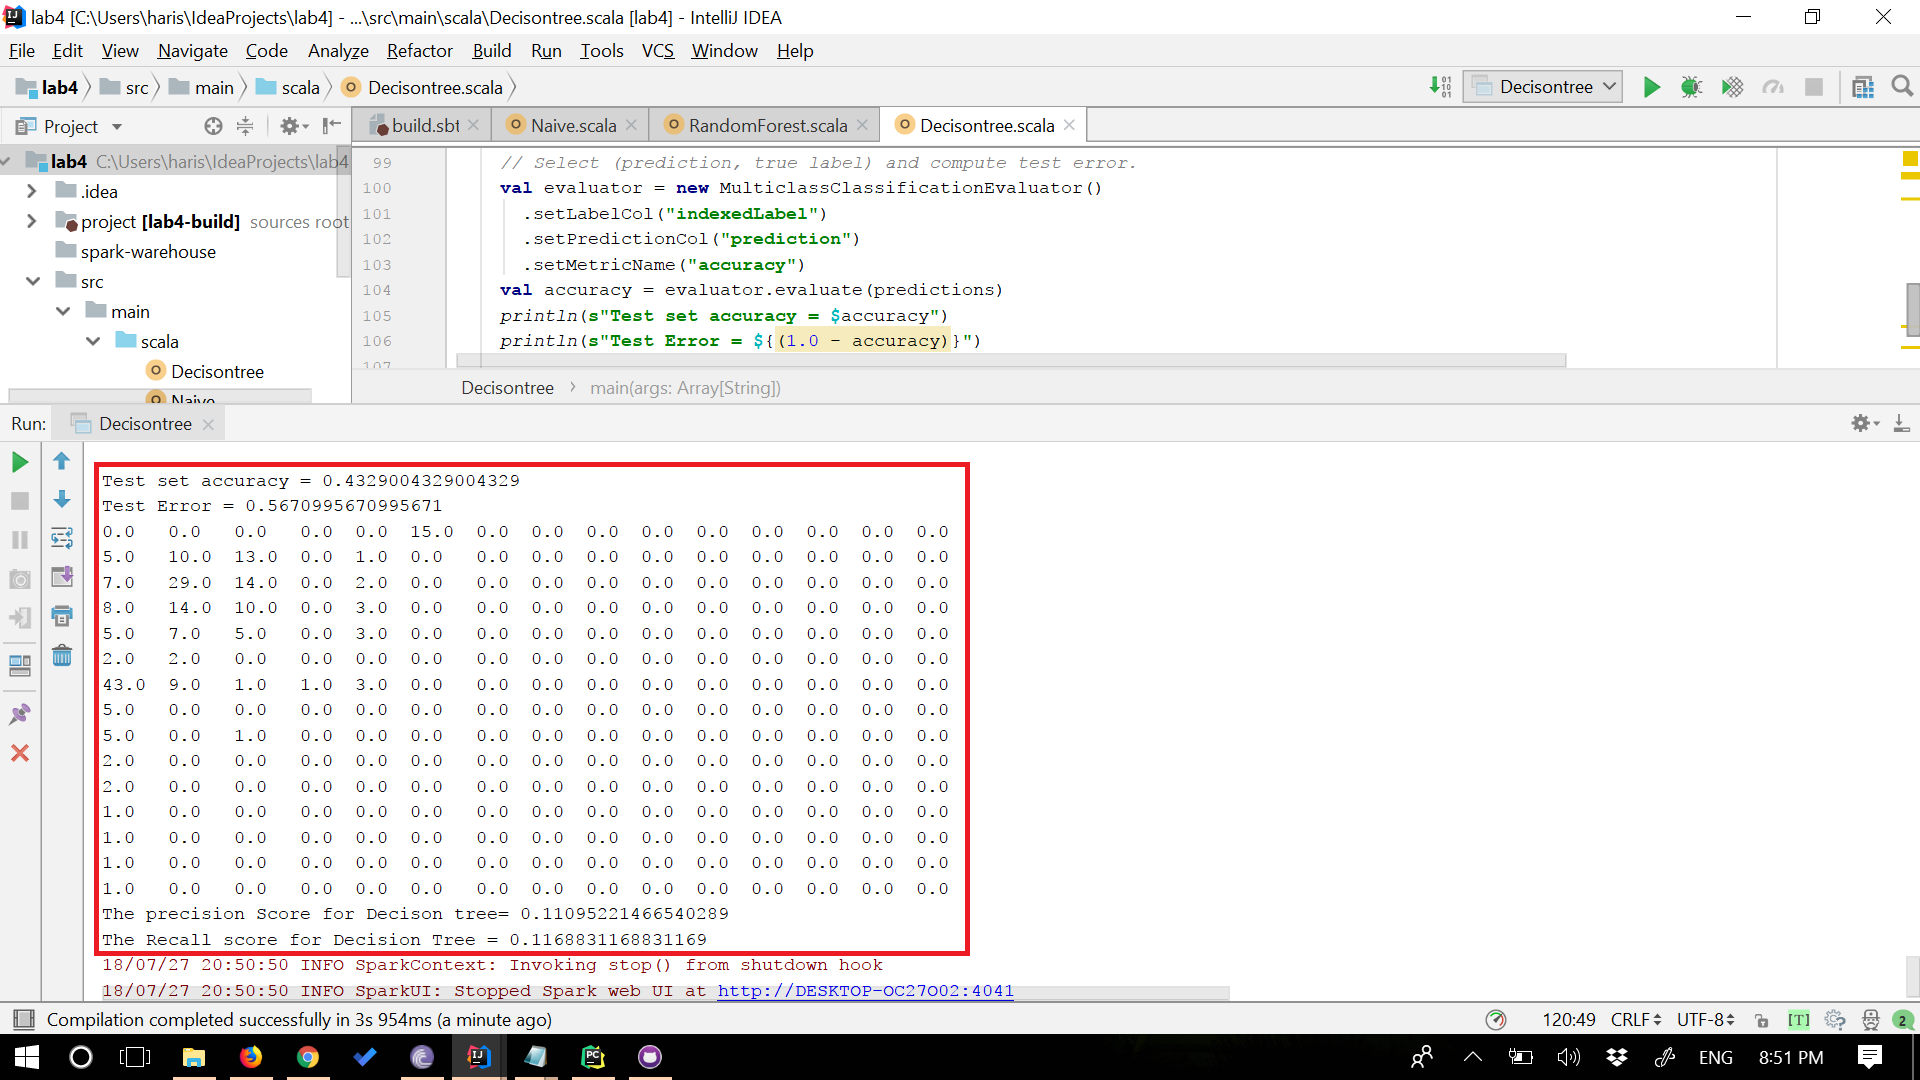 lab4 [C:\Users\haris\IdeaProjects\lab4] - ...\src\main\scala\Decisontree.scala [lab4] - IntelliJ IDEA
File Edit View Navigate Code Analyze Refactor Build Run Tools VCS Window Help
lab4 src main scala Decisontree.scala Decisontree
Project build.sbt Naive.scala RandomForest.scala Decisontree.scala
lab4 C:\Users\haris\IdeaProjects\lab4
.idea
project [lab4-build] sources root
spark-warehouse
src
main
scala
Decisontree
Naive
99 // Select (prediction, true label) and compute test error.
100 val evaluator = new MulticlassClassificationEvaluator()
101 .setLabelCol("indexedLabel")
102 .setPredictionCol("prediction")
103 .setMetricName("accuracy")
104 val accuracy = evaluator.evaluate(predictions)
105 println(s"Test set accuracy = $accuracy")
106 println(s"Test Error = ${(1.0 - accuracy)}")
107
Decisontree main(args: Array[String])
Run: Decisontree
Test set accuracy = 0.4329004329004329
Test Error = 0.5670995670995671
0.0 0.0 0.0 0.0 0.0 15.0 0.0 0.0 0.0 0.0 0.0 0.0 0.0 0.0 0.0
5.0 10.0 13.0 0.0 1.0 0.0 0.0 0.0 0.0 0.0 0.0 0.0 0.0 0.0 0.0
7.0 29.0 14.0 0.0 2.0 0.0 0.0 0.0 0.0 0.0 0.0 0.0 0.0 0.0 0.0
8.0 14.0 10.0 0.0 3.0 0.0 0.0 0.0 0.0 0.0 0.0 0.0 0.0 0.0 0.0
5.0 7.0 5.0 0.0 3.0 0.0 0.0 0.0 0.0 0.0 0.0 0.0 0.0 0.0 0.0
2.0 2.0 0.0 0.0 0.0 0.0 0.0 0.0 0.0 0.0 0.0 0.0 0.0 0.0 0.0
43.0 9.0 1.0 1.0 3.0 0.0 0.0 0.0 0.0 0.0 0.0 0.0 0.0 0.0 0.0
5.0 0.0 0.0 0.0 0.0 0.0 0.0 0.0 0.0 0.0 0.0 0.0 0.0 0.0 0.0
5.0 0.0 1.0 0.0 0.0 0.0 0.0 0.0 0.0 0.0 0.0 0.0 0.0 0.0 0.0
2.0 0.0 0.0 0.0 0.0 0.0 0.0 0.0 0.0 0.0 0.0 0.0 0.0 0.0 0.0
2.0 0.0 0.0 0.0 0.0 0.0 0.0 0.0 0.0 0.0 0.0 0.0 0.0 0.0 0.0
1.0 0.0 0.0 0.0 0.0 0.0 0.0 0.0 0.0 0.0 0.0 0.0 0.0 0.0 0.0
1.0 0.0 0.0 0.0 0.0 0.0 0.0 0.0 0.0 0.0 0.0 0.0 0.0 0.0 0.0
1.0 0.0 0.0 0.0 0.0 0.0 0.0 0.0 0.0 0.0 0.0 0.0 0.0 0.0 0.0
1.0 0.0 0.0 0.0 0.0 0.0 0.0 0.0 0.0 0.0 0.0 0.0 0.0 0.0 0.0
The precision Score for Decison tree= 0.11095221466540289
The Recall score for Decision Tree = 0.1168831168831169
18/07/27 20:50:50 INFO SparkContext: Invoking stop() from shutdown hook
18/07/27 20:50:50 INFO SparkUI: Stopped Spark web UI at http://DESKTOP-OC27O02:4041
Compilation completed successfully in 3s 954ms (a minute ago) 120:49 CRLF UTF-8 [T] 2
ENG 8:51 PM